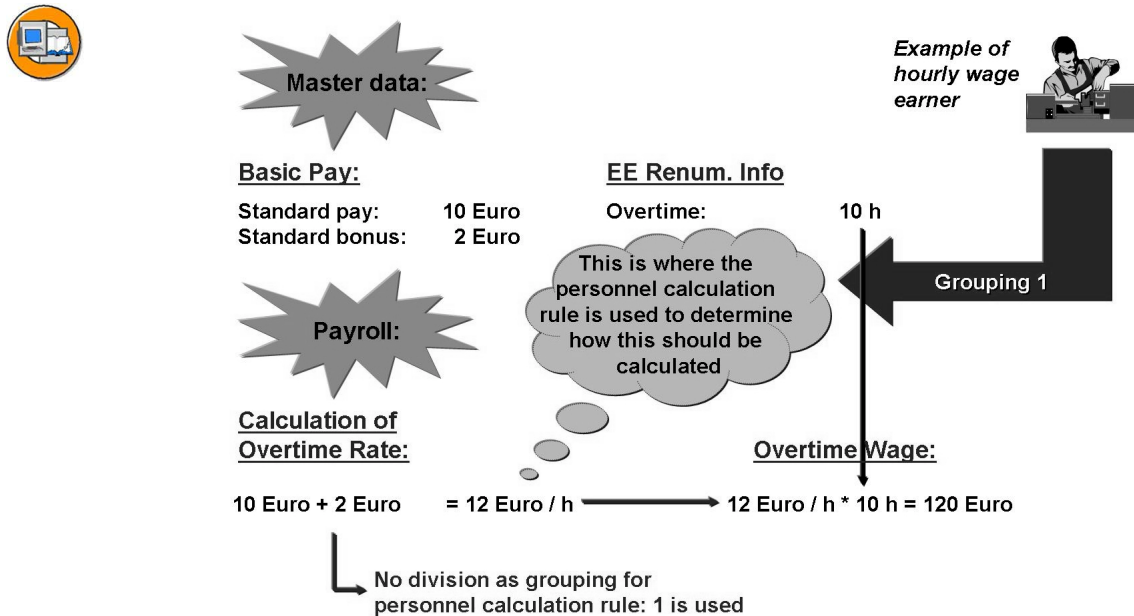 Master data:
Example of
hourly wage
earner
Basic Pay:
EE Renum. Info
Standard pay: 10 Euro
Overtime: 10 h
Standard bonus: 2 Euro
This is where the
personnel calculation
rule is used to determine
how this should be
calculated
Grouping 1
Payroll:
Calculation of
Overtime Rate:
Overtime Wage:
10 Euro + 2 Euro = 12 Euro / h
12 Euro / h * 10 h = 120 Euro
No division as grouping for
personnel calculation rule: 1 is used